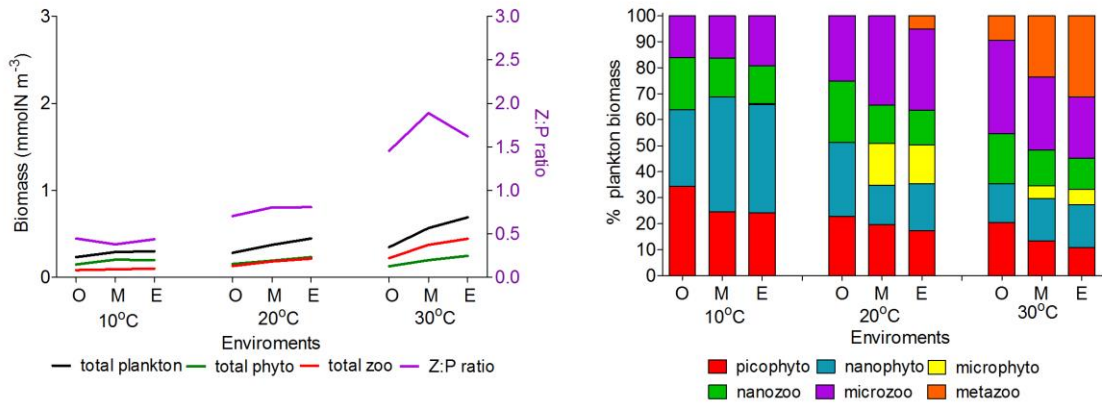 3
2
1
0
Biomass (mmolN m⁻³)
3.0
2.5
2.0
1.5
1.0
0.5
0.0
Z:P ratio
O M E O M E O M E
10°C 20°C 30°C
Enviroments
total plankton total phyto total zoo Z:P ratio
100
90
80
70
60
50
40
30
20
10
0
% plankton biomass
O M E O M E O M E
10°C 20°C 30°C
Enviroments
picophyto nanophyto microphyto
nanozoo microzoo metazoo